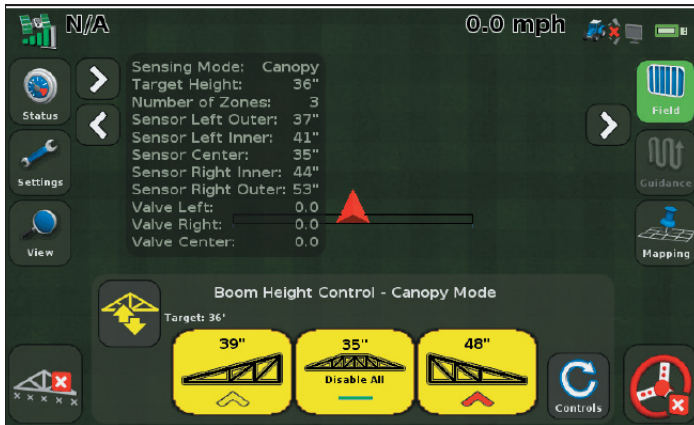 N/A
0.0 mph
Status
Settings
View
Sensing Mode: Canopy
Target Height: 36"
Number of Zones: 3
Sensor Left Outer: 37"
Sensor Left Inner: 41"
Sensor Center: 35"
Sensor Right Inner: 44"
Sensor Right Outer: 53"
Valve Left: 0.0
Valve Right: 0.0
Valve Center: 0.0
Field
Guidance
Mapping
Boom Height Control - Canopy Mode
Target: 36'
39"
35"
Disable All
48"
Controls